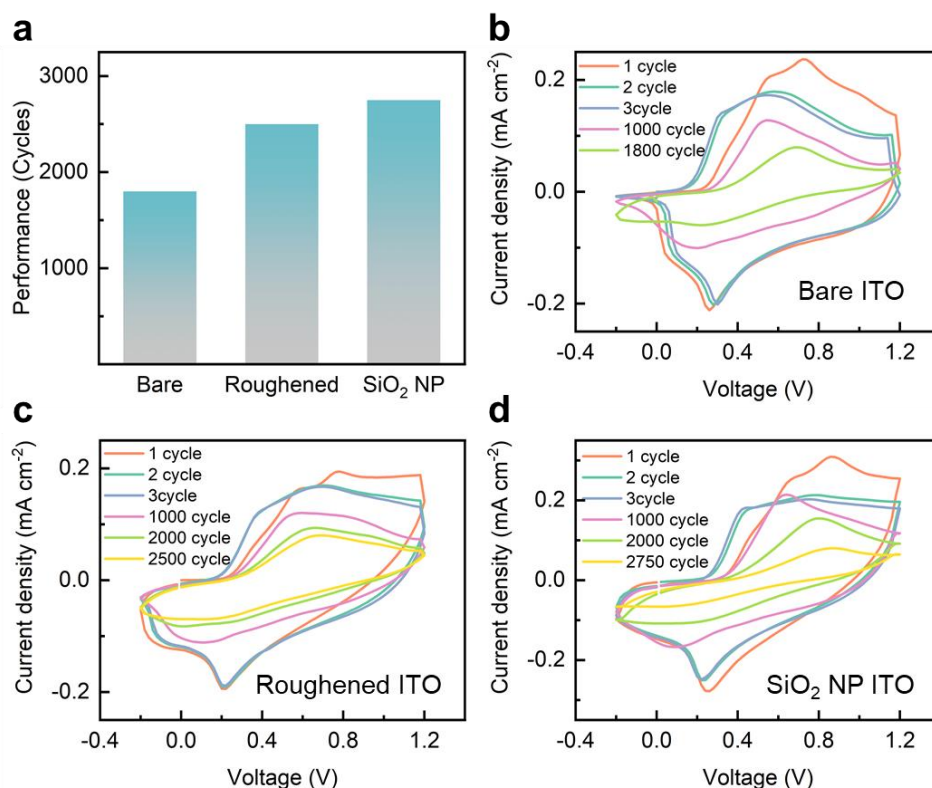 a
Performance (Cycles)
3000
2000
1000
Bare
Roughened
SiO₂ NP
b
Current density (mA cm⁻²)
0.2
0.0
-0.2
1 cycle
2 cycle
3cycle
1000 cycle
1800 cycle
Bare ITO
-0.4
0.0
0.4
0.8
1.2
Voltage (V)
c
Current density (mA cm⁻²)
0.2
0.0
-0.2
1 cycle
2 cycle
3cycle
1000 cycle
2000 cycle
2500 cycle
Roughened ITO
-0.4
0.0
0.4
0.8
1.2
Voltage (V)
d
Current density (mA cm⁻²)
0.2
0.0
-0.2
1 cycle
2 cycle
3cycle
1000 cycle
2000 cycle
2750 cycle
SiO₂ NP ITO
-0.4
0.0
0.4
0.8
1.2
Voltage (V)